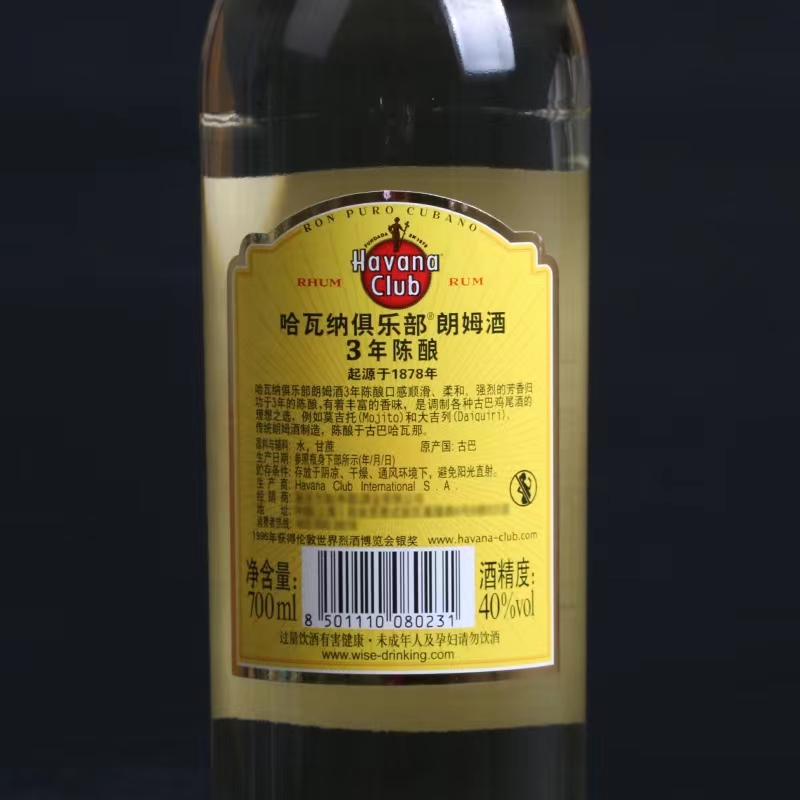 RON PURO CUBANO
FUNDADA EN 1878
Havana
Club
RHUM RUM
哈瓦纳俱乐部®朗姆酒
3年陈酿
起源于1878年
哈瓦纳俱乐部朗姆酒3年陈酿口感顺滑、柔和，强烈的芳香归
功于3年的陈酿,有着丰富的香味，是调制各种古巴鸡尾酒的
理想之选，例如莫吉托(Mojito)和大吉列(Daiquiri)。
传统朗姆酒制造，陈酿于古巴哈瓦那。
原料与辅料: 水，甘蔗 原产国: 古巴
生产日期: 参照瓶身下部所示(年/月/日)
贮存条件: 存放于阴凉、干燥、通风环境下，避免阳光直射。
生产商: Havana Club International S.A.
经销商:
地址:
消费者热线:
1996年获得伦敦世界烈酒博览会银奖 www.havana-club.com
净含量: 酒精度:
700ml 40%vol
8 501110 080231
过量饮酒有害健康·未成年人及孕妇请勿饮酒
www.wise-drinking.com